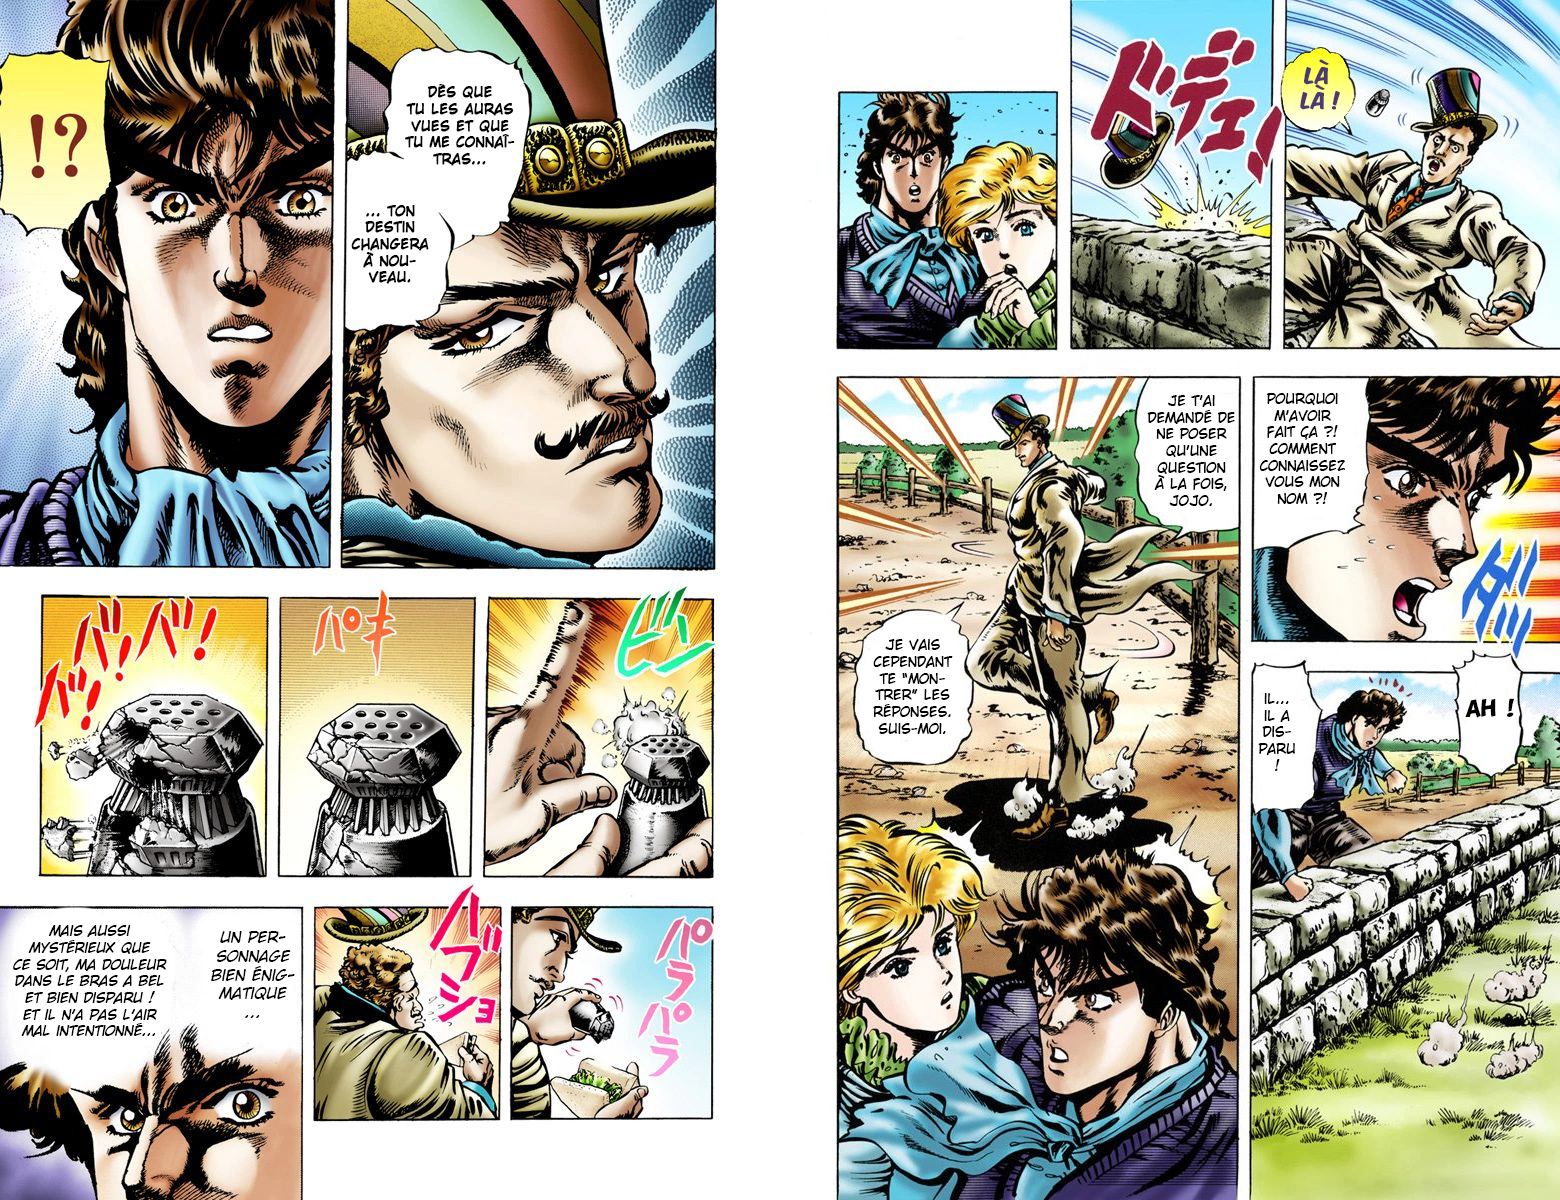 LÀ
LÀ !
ドデェ!
POURQUOI
M'AVOIR
FAIT ÇA ?!
COMMENT
CONNAISSEZ
VOUS MON
NOM ?!
JE T'AI
DEMANDÉ DE
NE POSER
QU'UNE
QUESTION
À LA FOIS,
JOJO.
JE VAIS
CEPENDANT
TE "MON-
TRER" LES
RÉPONSES.
SUIS-MOI.
AH !
IL...
IL A
DIS-
PARU
!
DÈS QUE
TU LES AURAS
VUES ET QUE
TU ME CONNAÎ-
TRAS...
... TON
DESTIN
CHANGERA
À NOU-
VEAU.
!?
ビン
パキ
バ!バ!バ!
パラパラ
ハブショ
UN PER-
SONNAGE
BIEN ÉNIG-
MATIQUE
...
MAIS AUSSI
MYSTÉRIEUX QUE
CE SOIT, MA DOULEUR
DANS LE BRAS A BEL
ET BIEN DISPARU !
ET IL N'A PAS L'AIR
MAL INTENTIONNÉ...